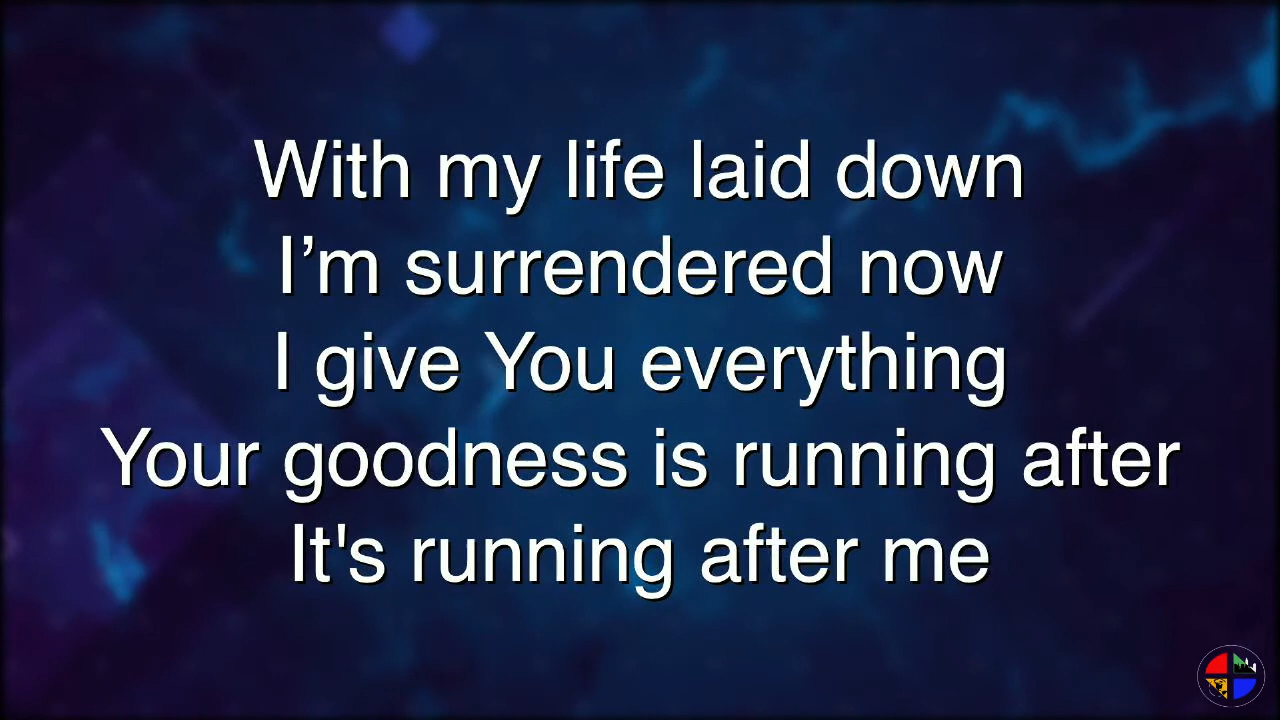 With my life laid down
I’m surrendered now
I give You everything
Your goodness is running after
It's running after me